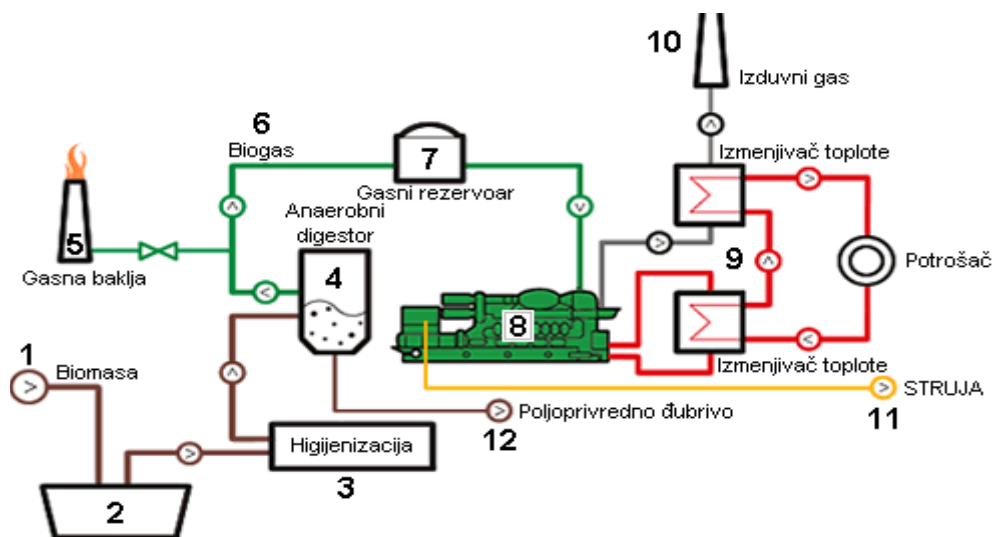 10
Izduvni gas
6
Biogas
7
Izmenjivač toplote
Gasni rezervoar
Anaerobni
digestor
5
4
9
Potrošač
Gasna baklja
8
1
Biomasa
Izmenjivač toplote
STRUJA
11
Poljoprivredno đubrivo
12
Higijenizacija
3
2